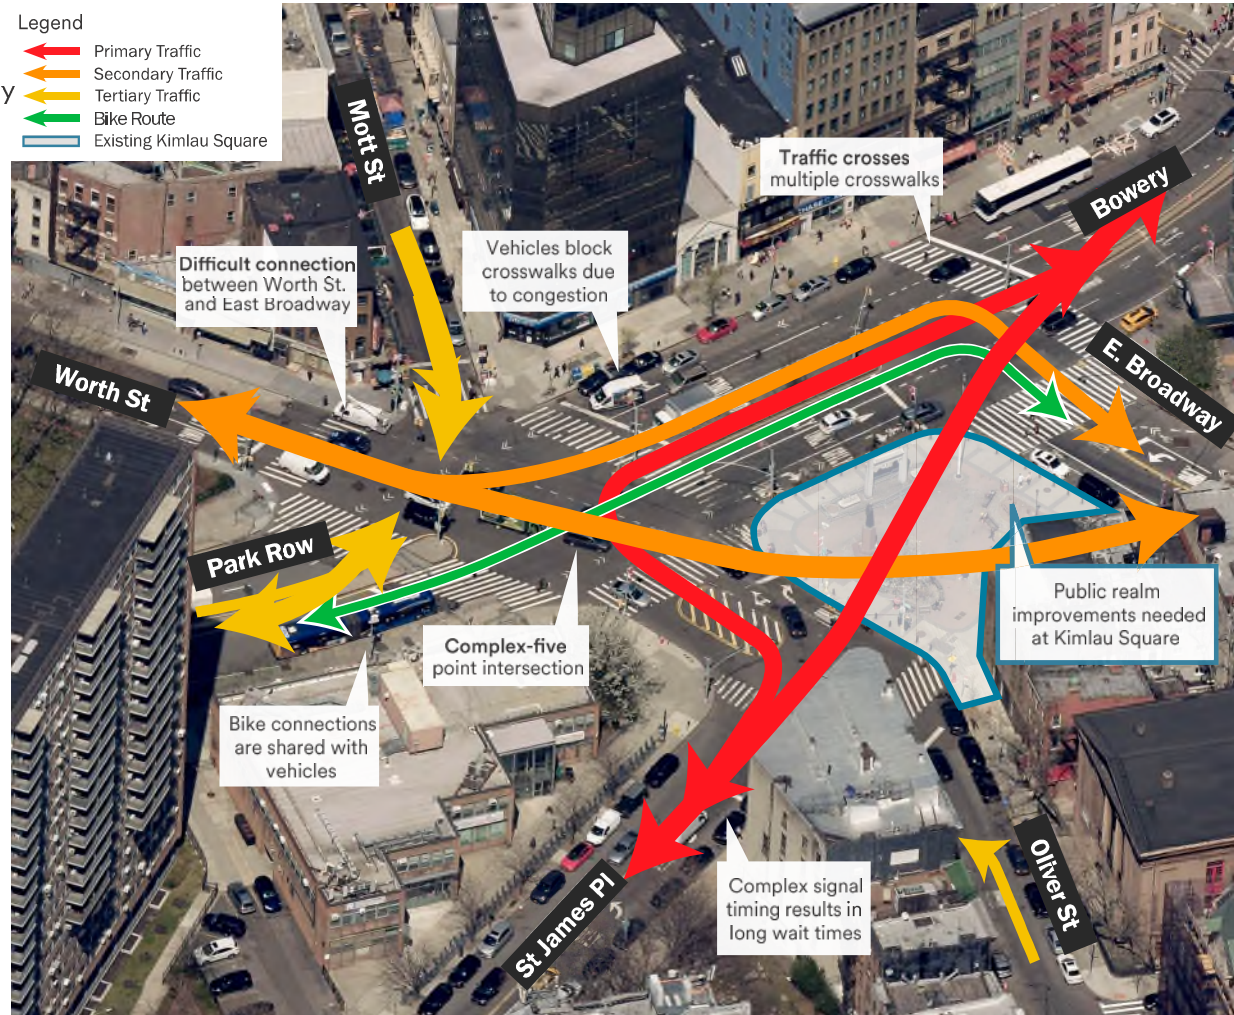 Legend
Primary Traffic
Secondary Traffic
y
Tertiary Traffic
Bike Route
Existing Kimlau Square
Mott St
Traffic crosses
multiple crosswalks
Bowery
Difficult connection
between Worth St.
and East Broadway
Vehicles block
crosswalks due
to congestion
Worth St
E. Broadway
Park Row
Public realm
improvements needed
at Kimlau Square
Complex-five
point intersection
Bike connections
are shared with
vehicles
Complex signal
timing results in
long wait times
Oliver St
St James Pl